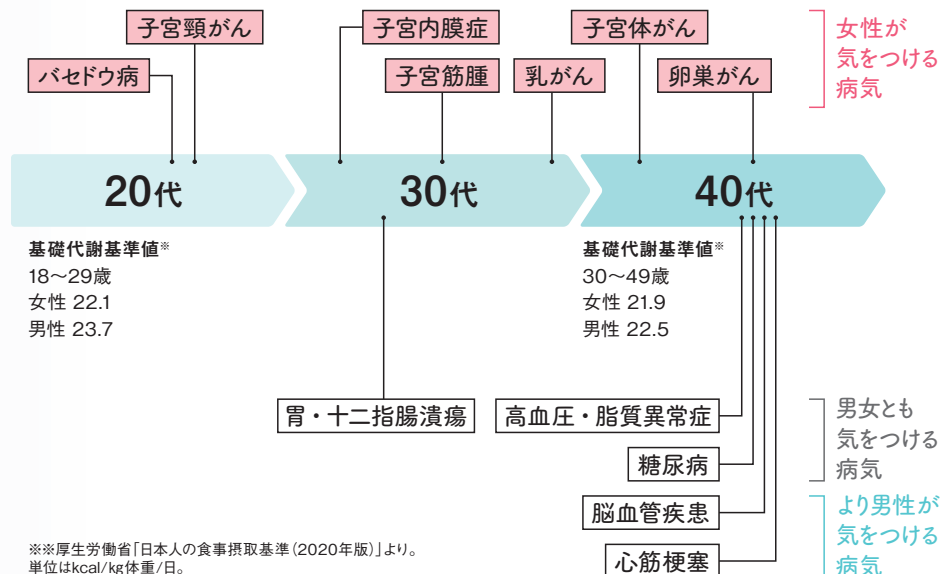 子宮頸がん
子宮内膜症
子宮体がん
バセドウ病
子宮筋腫
乳がん
卵巣がん
女性が
気をつける
病気
20代
30代
40代
基礎代謝基準値※
18〜29歳
女性 22.1
男性 23.7
基礎代謝基準値※
30〜49歳
女性 21.9
男性 22.5
胃・十二指腸潰瘍
高血圧・脂質異常症
糖尿病
男女とも
気をつける
病気
脳血管疾患
心筋梗塞
より男性が
気をつける
病気
※※厚生労働省「日本人の食事摂取基準(2020年版)」より。
単位はkcal/kg体重/日。